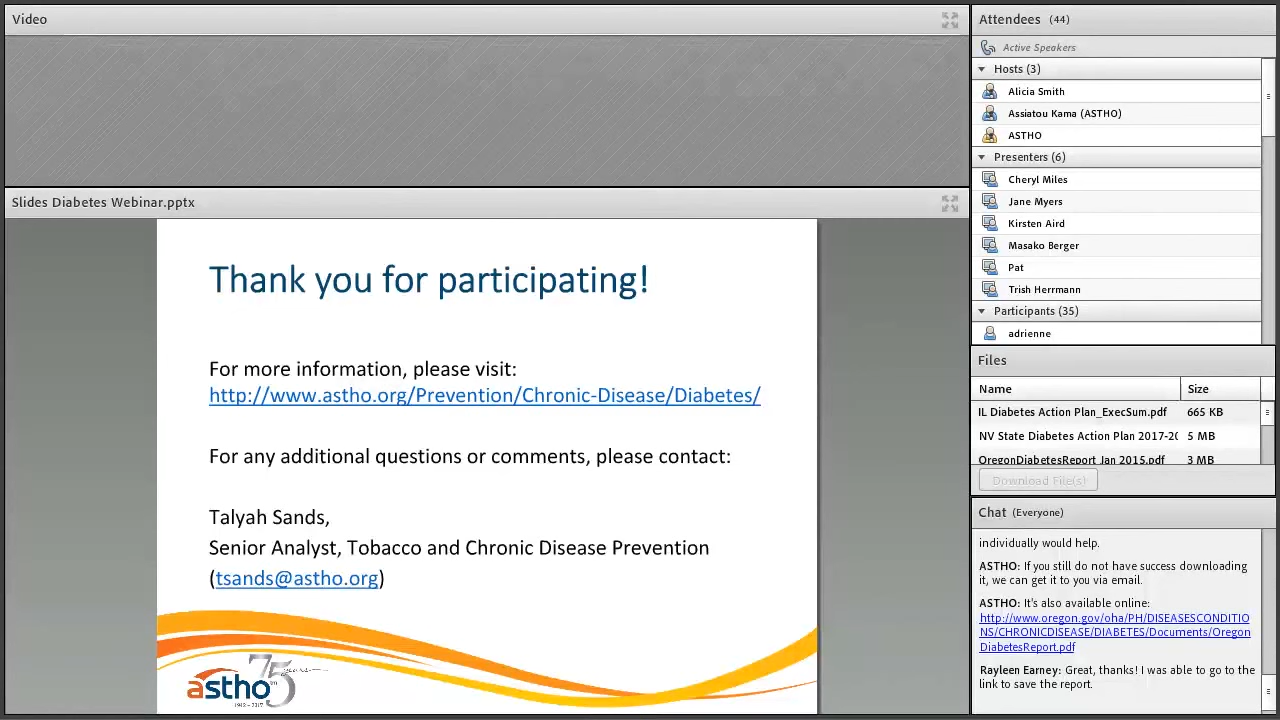 Video
Slides Diabetes Webinar.pptx
Thank you for participating!
For more information, please visit:
http://www.astho.org/Prevention/Chronic-Disease/Diabetes/
For any additional questions or comments, please contact:
Talyah Sands,
Senior Analyst, Tobacco and Chronic Disease Prevention
(tsands@astho.org)
astho 75
1942 – 2017
Attendees (44)
Active Speakers
Hosts (3)
Alicia Smith
Assiatou Kama (ASTHO)
ASTHO
Presenters (6)
Cheryl Miles
Jane Myers
Kirsten Aird
Masako Berger
Pat
Trish Herrmann
Participants (35)
adrienne
Files
Name Size
IL Diabetes Action Plan_ExecSum.pdf 665 KB
NV State Diabetes Action Plan 2017-20 5 MB
OregonDiabetesReport Jan 2015.pdf 3 MB
Download File(s)
Chat (Everyone)
individually would help.
ASTHO: If you still do not have success downloading
it, we can get it to you via email.
ASTHO: It's also available online:
http://www.oregon.gov/oha/PH/DISEASESCONDITIO
NS/CHRONICDISEASE/DIABETES/Documents/Oregon
DiabetesReport.pdf
Rayleen Earney: Great, thanks! I was able to go to the
link to save the report.